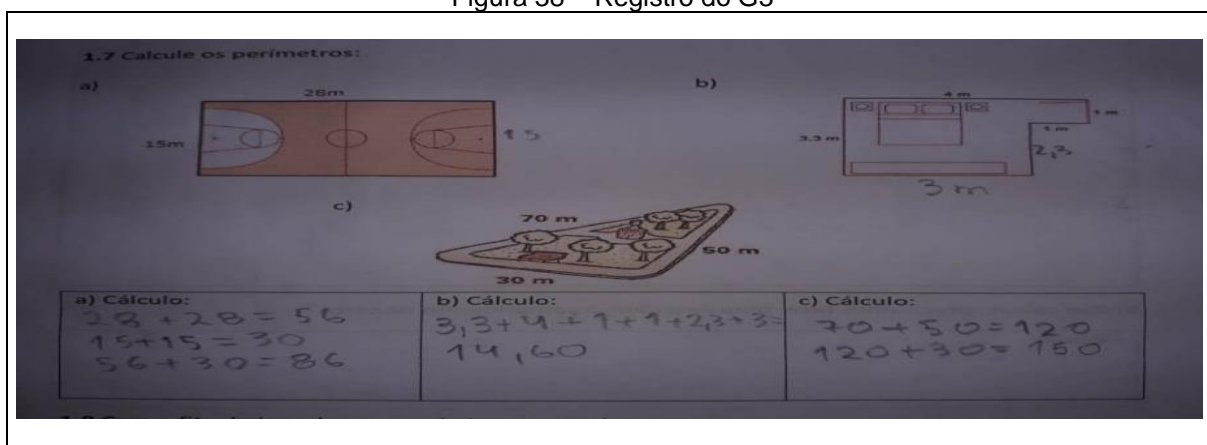 Figura 38 – Registro do G3
1.7 Calcule os perímetros:
a)
28m
15m
15
b)
4 m
3.3 m
1 m
1 m
2,3
3 m
c)
70 m
50 m
30 m
a) Cálculo:
28 + 28 = 56
15+15 = 30
56 + 30 = 86
b) Cálculo:
3,3+4+1+1+2,3+3=
14,60
c) Cálculo:
70 + 50 = 120
120 + 30 = 150